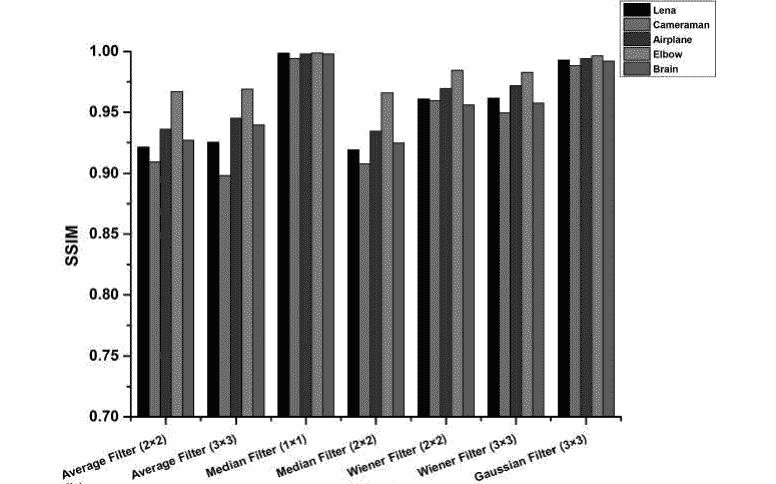 Lena
Cameraman
Airplane
Elbow
Brain
1.00
0.95
0.90
0.85
0.80
0.75
0.70
SSIM
Average Filter (2×2)
Average Filter (3×3)
Median Filter (1×1)
Median Filter (2×2)
Wiener Filter (2×2)
Wiener Filter (3×3)
Gaussian Filter (3×3)